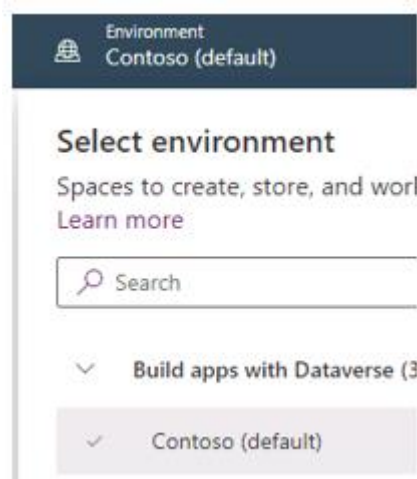 Environment
Contoso (default)
Select environment
Spaces to create, store, and
Learn more
Search
Build apps with Dataverse (3
Contoso (default)